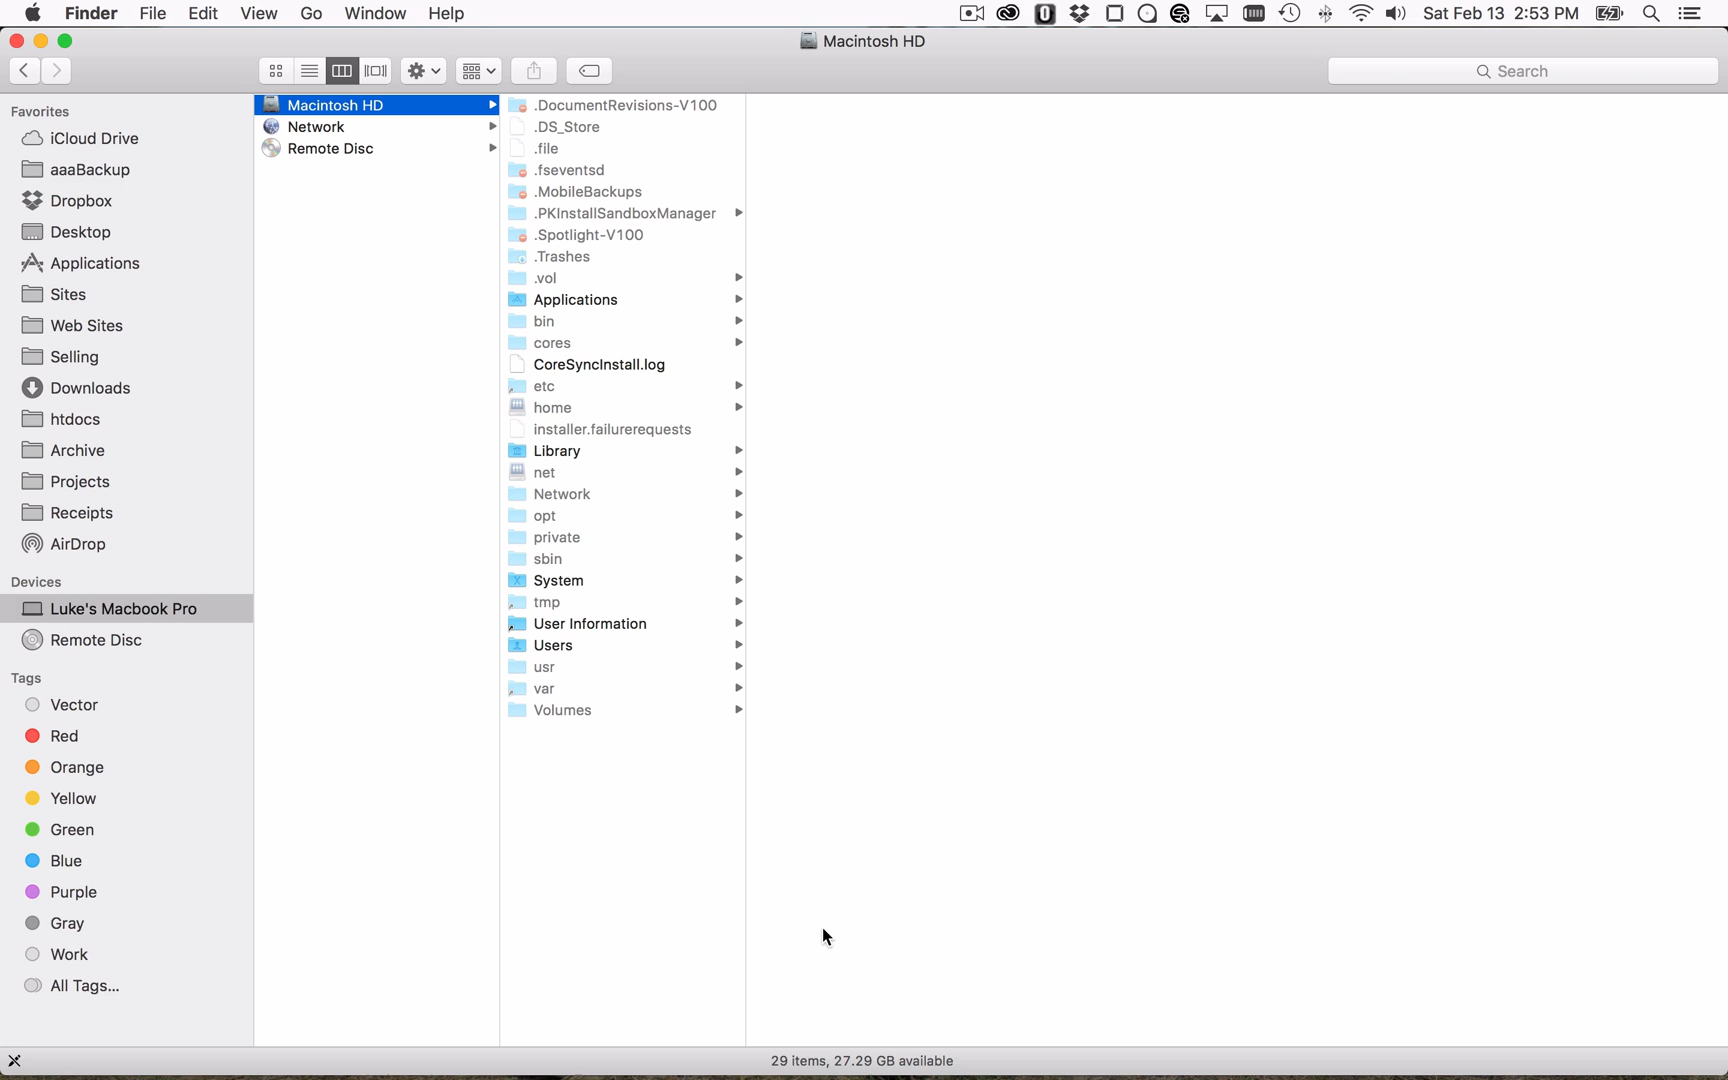 Finder File Edit View Go Window Help Sat Feb 13 2:53 PM
Macintosh HD
Search
Favorites
iCloud Drive
aaaBackup
Dropbox
Desktop
Applications
Sites
Web Sites
Selling
Downloads
htdocs
Archive
Projects
Receipts
AirDrop
Devices
Luke's Macbook Pro
Remote Disc
Tags
Vector
Red
Orange
Yellow
Green
Blue
Purple
Gray
Work
All Tags...
Macintosh HD
Network
Remote Disc
.DocumentRevisions-V100
.DS_Store
.file
.fseventsd
.MobileBackups
.PKInstallSandboxManager
.Spotlight-V100
.Trashes
.vol
Applications
bin
cores
CoreSyncInstall.log
etc
home
installer.failurerequests
Library
net
Network
opt
private
sbin
System
tmp
User Information
Users
usr
var
Volumes
29 items, 27.29 GB available